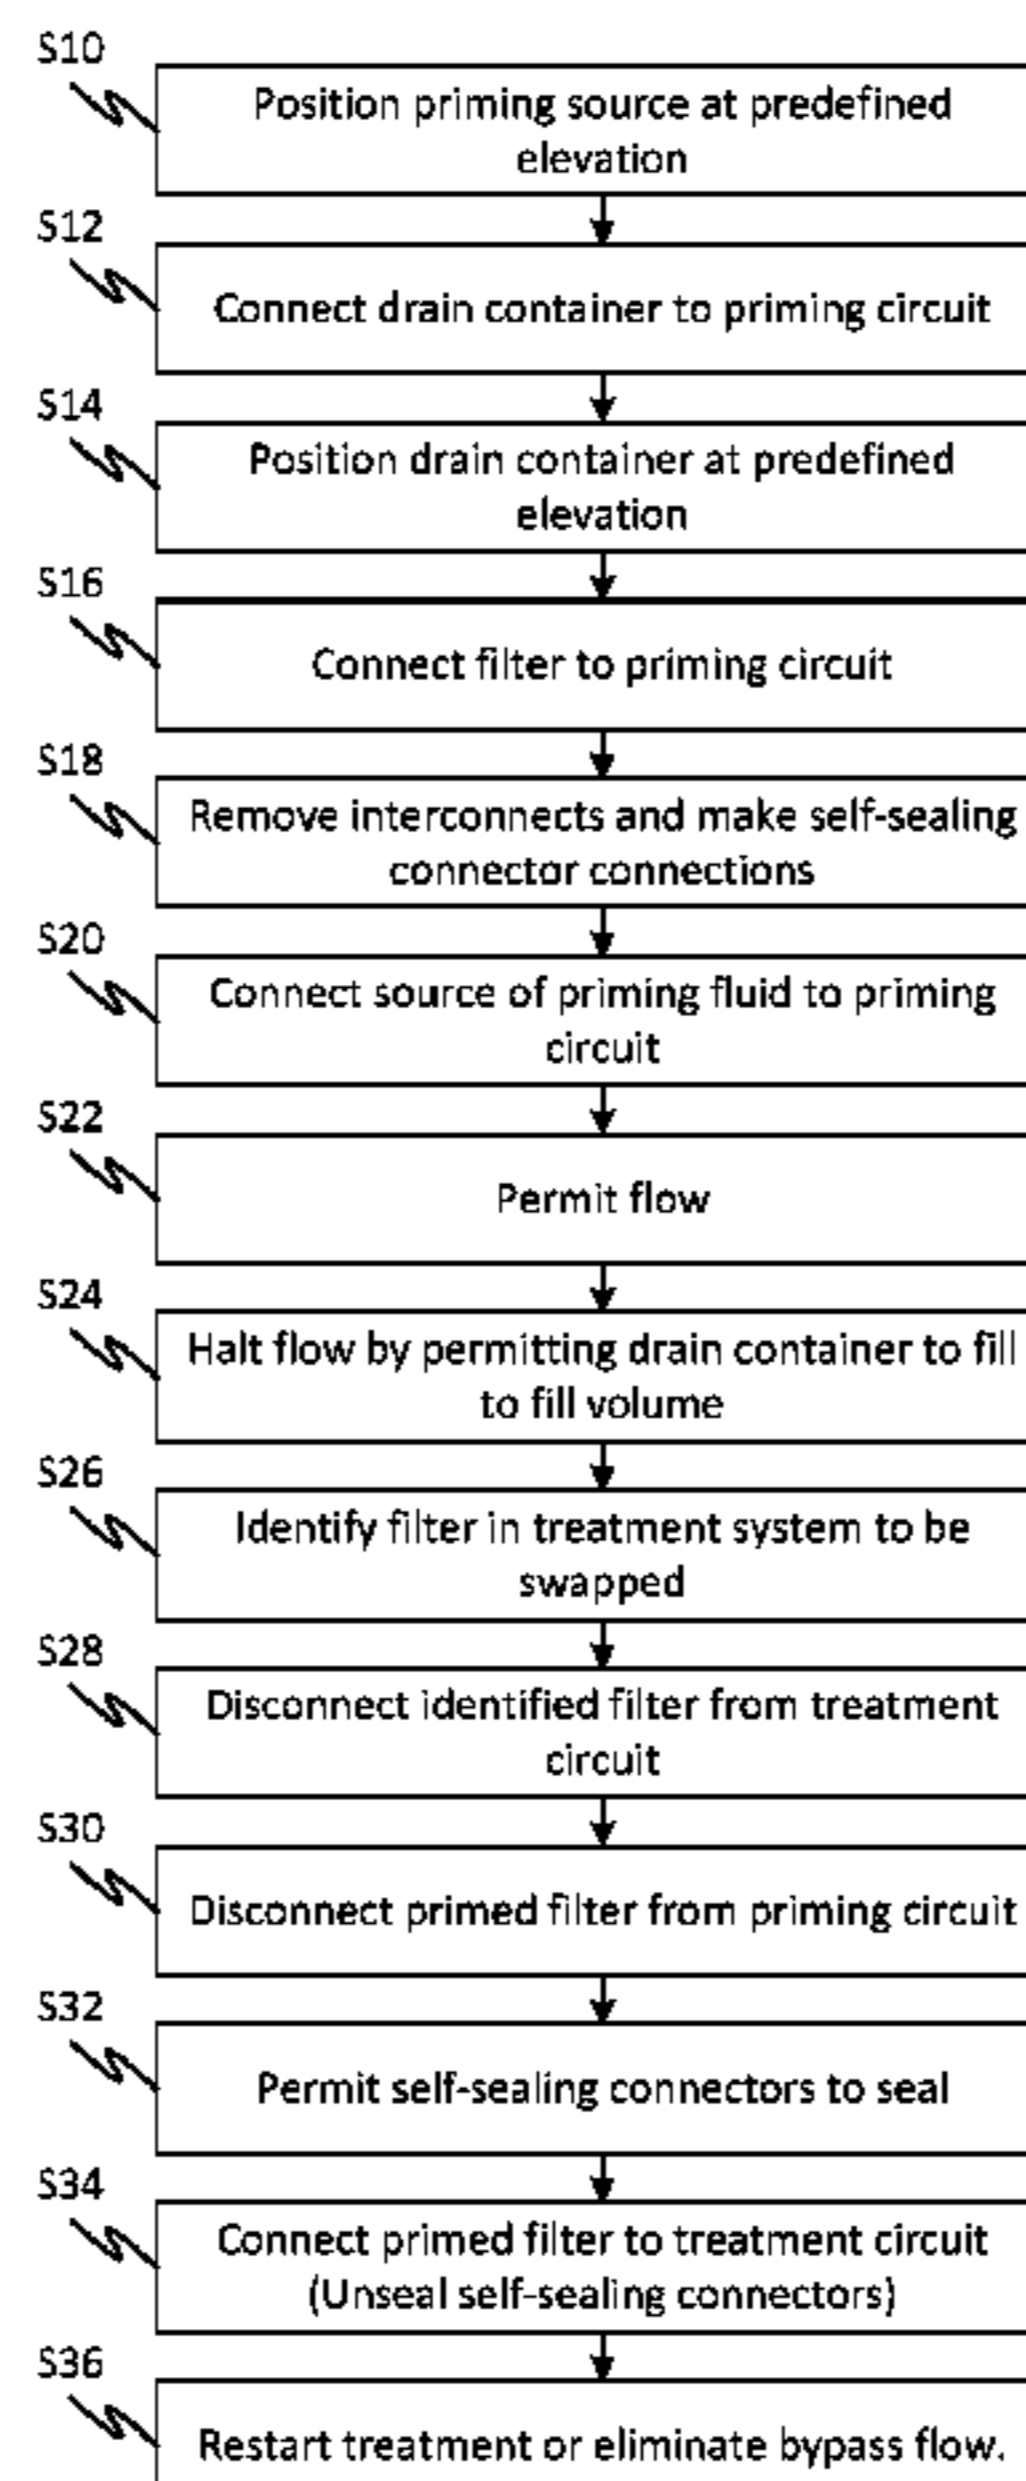 S10
Position priming source at predefined
elevation
S12
Connect drain container to priming circuit
S14
Position drain container at predefined
elevation
S16
Connect filter to priming circuit
S18
Remove interconnects and make self-sealing
connector connections
S20
Connect source of priming fluid to priming
circuit
S22
Permit flow
S24
Halt flow by permitting drain container to fill
to fill volume
S26
Identify filter in treatment system to be
swapped
S28
Disconnect identified filter from treatment
circuit
S30
Disconnect primed filter from priming circuit
S32
Permit self-sealing connectors to seal
S34
Connect primed filter to treatment circuit
(Unseal self-sealing connectors)
S36
Restart treatment or eliminate bypass flow.